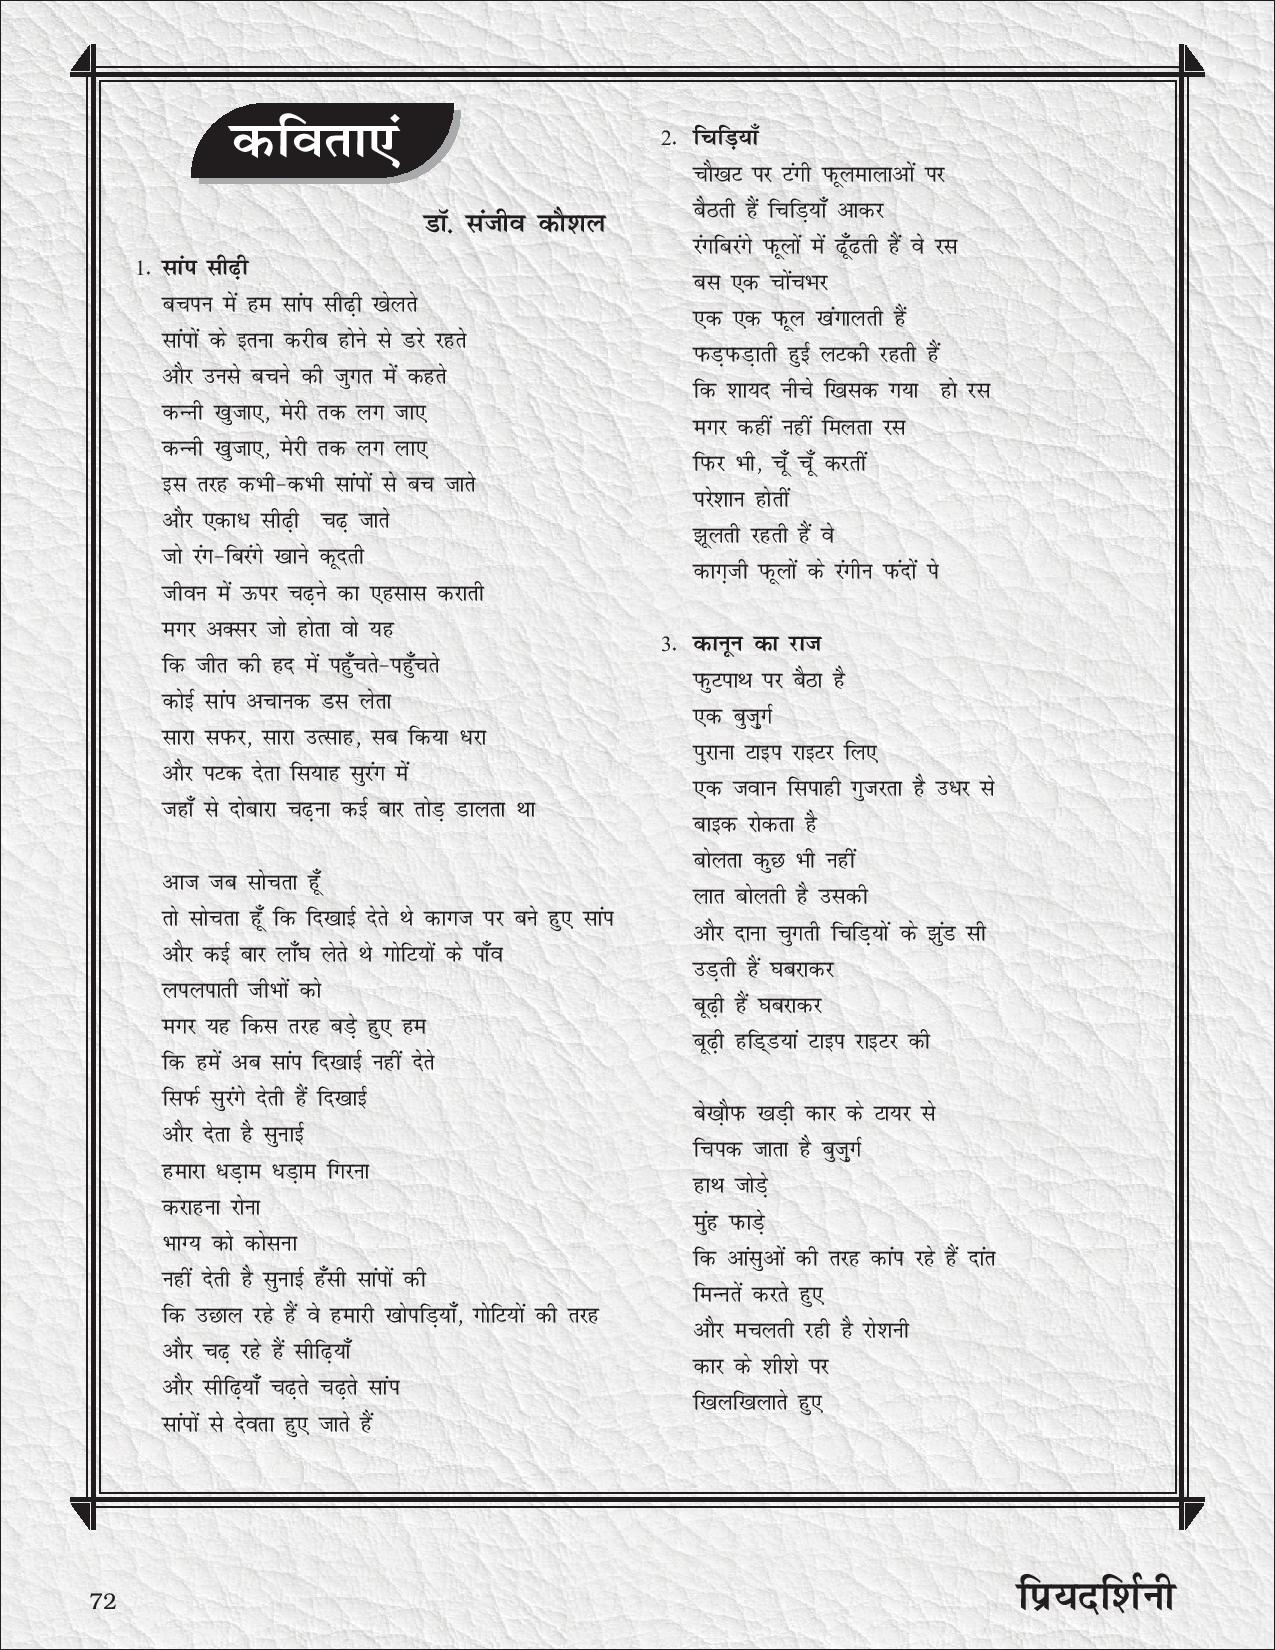 कविताएं
डॉ. संजीव कौशल
1. सांप सीढ़ी
बचपन में हम सांप सीढ़ी खेलते
सांपों के इतना करीब होने से डरे रहते
और उनसे बचने की जुगत में कहते
कन्नी खुजाए, मेरी तक लग जाए
कन्नी खुजाए, मेरी तक लग लाए
इस तरह कभी-कभी सांपों से बच जाते
और एकाध सीढ़ी चढ़ जाते
जो रंग-बिरंगे खाने कूदती
जीवन में ऊपर चढ़ने का एहसास कराती
मगर अक्सर जो होता वो यह
कि जीत की हद में पहुँचते-पहुँचते
कोई सांप अचानक डस लेता
सारा सफर, सारा उत्साह, सब किया धरा
और पटक देता सियाह सुरंग में
जहाँ से दोबारा चढ़ना कई बार तोड़ डालता था

आज जब सोचता हूँ
तो सोचता हूँ कि दिखाई देते थे कागज पर बने हुए सांप
और कई बार लाँघ लेते थे गोटियों के पाँव
लपलपाती जीभों को
मगर यह किस तरह बड़े हुए हम
कि हमें अब सांप दिखाई नहीं देते
सिर्फ सुरंगे देती हैं दिखाई
और देता है सुनाई
हमारा धड़ाम धड़ाम गिरना
कराहना रोना
भाग्य को कोसना
नहीं देती है सुनाई हँसी सांपों की
कि उछाल रहे हैं वे हमारी खोपड़ियाँ, गोटियों की तरह
और चढ़ रहे हैं सीढ़ियाँ
और सीढ़ियाँ चढ़ते चढ़ते सांप
सांपों से देवता हुए जाते हैं

2. चिड़ियाँ
चौखट पर टंगी फूलमालाओं पर
बैठती हैं चिड़ियाँ आकर
रंगबिरंगे फूलों में ढूँढती हैं वे रस
बस एक चोंचभर
एक एक फूल खंगालती हैं
फड़फड़ाती हुई लटकी रहती हैं
कि शायद नीचे खिसक गया हो रस
मगर कहीं नहीं मिलता रस
फिर भी, चूँ चूँ करतीं
परेशान होतीं
झूलती रहती हैं वे
काग़जी फूलों के रंगीन फंदों पे

3. कानून का राज
फुटपाथ पर बैठा है
एक बुज़ुर्ग
पुराना टाइप राइटर लिए
एक जवान सिपाही गुजरता है उधर से
बाइक रोकता है
बोलता कुछ भी नहीं
लात बोलती है उसकी
और दाना चुगती चिड़ियों के झुंड सी
उड़ती हैं घबराकर
बूढ़ी हैं घबराकर
बूढ़ी हड्डियां टाइप राइटर की

बेख़ौफ खड़ी कार के टायर से
चिपक जाता है बुज़ुर्ग
हाथ जोड़े
मुंह फाड़े
कि आंसुओं की तरह कांप रहे हैं दांत
मिन्नतें करते हुए
और मचलती रही है रोशनी
कार के शीशे पर
खिलखिलाते हुए

72
प्रियदर्शिनी